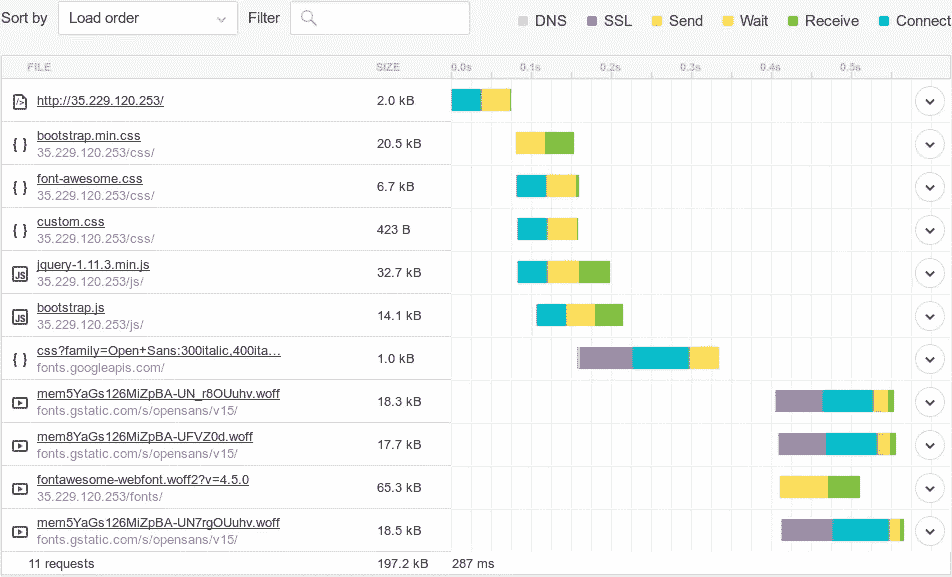 Sort by Load order Filter DNS SSL Send Wait Receive Connect
FILE SIZE 0.0s 0.1s 0.2s 0.3s 0.4s 0.5s
http://35.229.120.253/ 2.0 kB
bootstrap.min.css
35.229.120.253/css/ 20.5 kB
font-awesome.css
35.229.120.253/css/ 6.7 kB
custom.css
35.229.120.253/css/ 423 B
JS jquery-1.11.3.min.js
35.229.120.253/js/ 32.7 kB
JS bootstrap.js
35.229.120.253/js/ 14.1 kB
css?family=Open+Sans:300italic,400ita...
fonts.googleapis.com/ 1.0 kB
mem5YaGs126MiZpBA-UN_r8OUuhv.woff
fonts.gstatic.com/s/opensans/v15/ 18.3 kB
mem8YaGs126MiZpBA-UFVZ0d.woff
fonts.gstatic.com/s/opensans/v15/ 17.7 kB
fontawesome-webfont.woff2?v=4.5.0
35.229.120.253/fonts/ 65.3 kB
mem5YaGs126MiZpBA-UN7rgOUuhv.woff
fonts.gstatic.com/s/opensans/v15/ 18.5 kB
11 requests 197.2 kB 287 ms